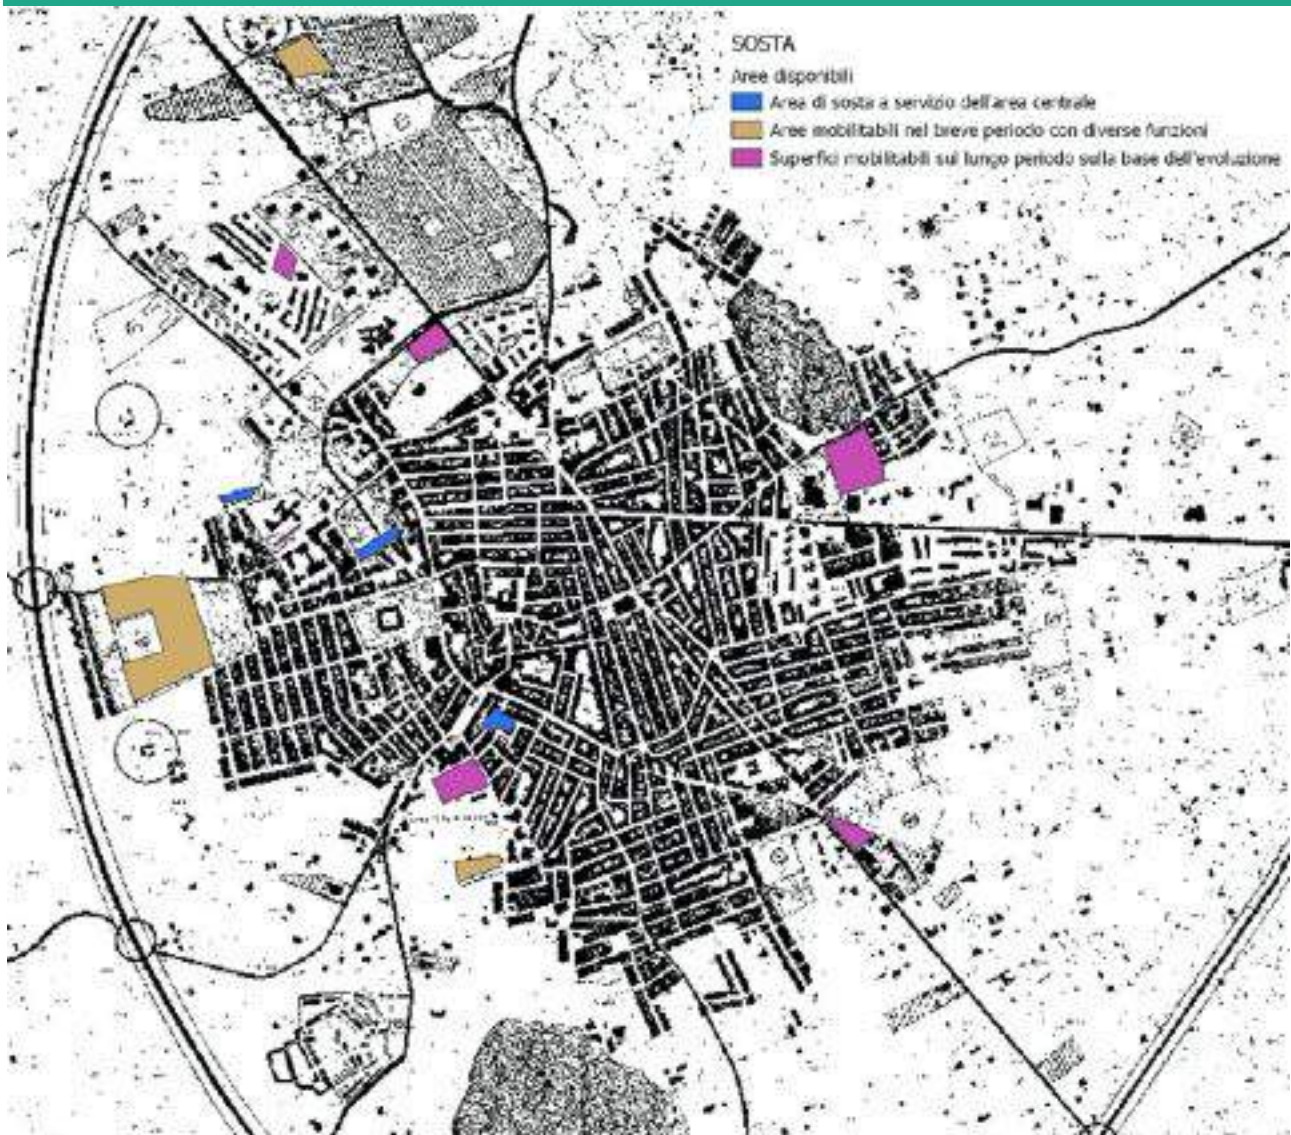 SOSTA
Aree disponibili
Area di sosta a servizio dell'area centrale
Aree mobilitabili nel breve periodo con diverse funzioni
Superfici mobilitabili sul lungo periodo sulla base dell'evoluzione